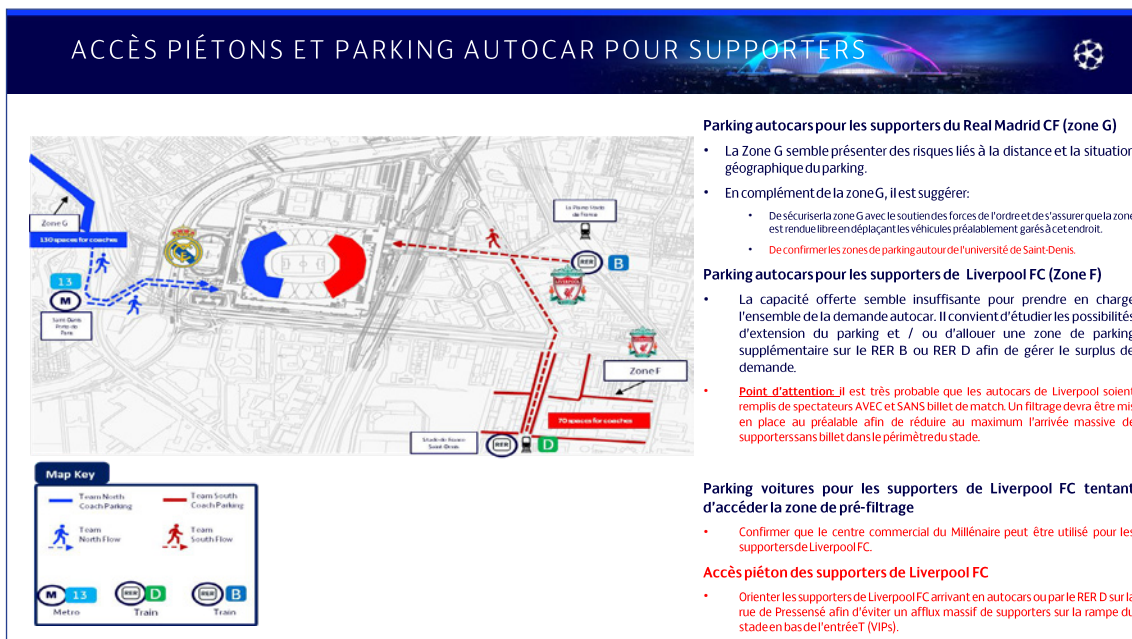 ACCÈS PIÉTONS ET PARKING AUTOCAR POUR SUPPORTERS
Zone G
130 spaces for coaches
13
M
Saint-Denis
Porte de
Paris
La Plaine Stade
de France
RER B
LIVERPOOL
Zone F
70 spaces for coaches
Stade de France
Saint-Denis
RER D
Map Key
Team North
Coach Parking
Team South
Coach Parking
Team
North Flow
Team
South Flow
M 13
Metro
RER D
Train
RER B
Train
Parking autocars pour les supporters du Real Madrid CF (zone G)
• La Zone G semble présenter des risques liés à la distance et la situation
géographique du parking.
• En complément de la zone G, il est suggérer:
• De sécuriser la zone G avec le soutien des forces de l'ordre et de s'assurer que la zone
est rendue libre en déplaçant les véhicules préalablement garés à cet endroit.
• De confirmer les zones de parking autour de l'université de Saint-Denis.
Parking autocars pour les supporters de Liverpool FC (Zone F)
• La capacité offerte semble insuffisante pour prendre en charge
l'ensemble de la demande autocar. Il convient d'étudier les possibilités
d'extension du parking et / ou d'allouer une zone de parking
supplémentaire sur le RER B ou RER D afin de gérer le surplus de
demande.
• Point d'attention: il est très probable que les autocars de Liverpool soient
remplis de spectateurs AVEC et SANS billet de match. Un filtrage devra être mis
en place au préalable afin de réduire au maximum l'arrivée massive de
supporters sans billet dans le périmètre du stade.
Parking voitures pour les supporters de Liverpool FC tentant
d'accéder la zone de pré-filtrage
• Confirmer que le centre commercial du Millénaire peut être utilisé pour les
supporters de Liverpool FC.
Accès piéton des supporters de Liverpool FC
• Orienter les supporters de Liverpool FC arrivant en autocars ou par le RER D sur la
rue de Pressensé afin d'éviter un afflux massif de supporters sur la rampe du
stade en bas de l'entrée T (VIPs).